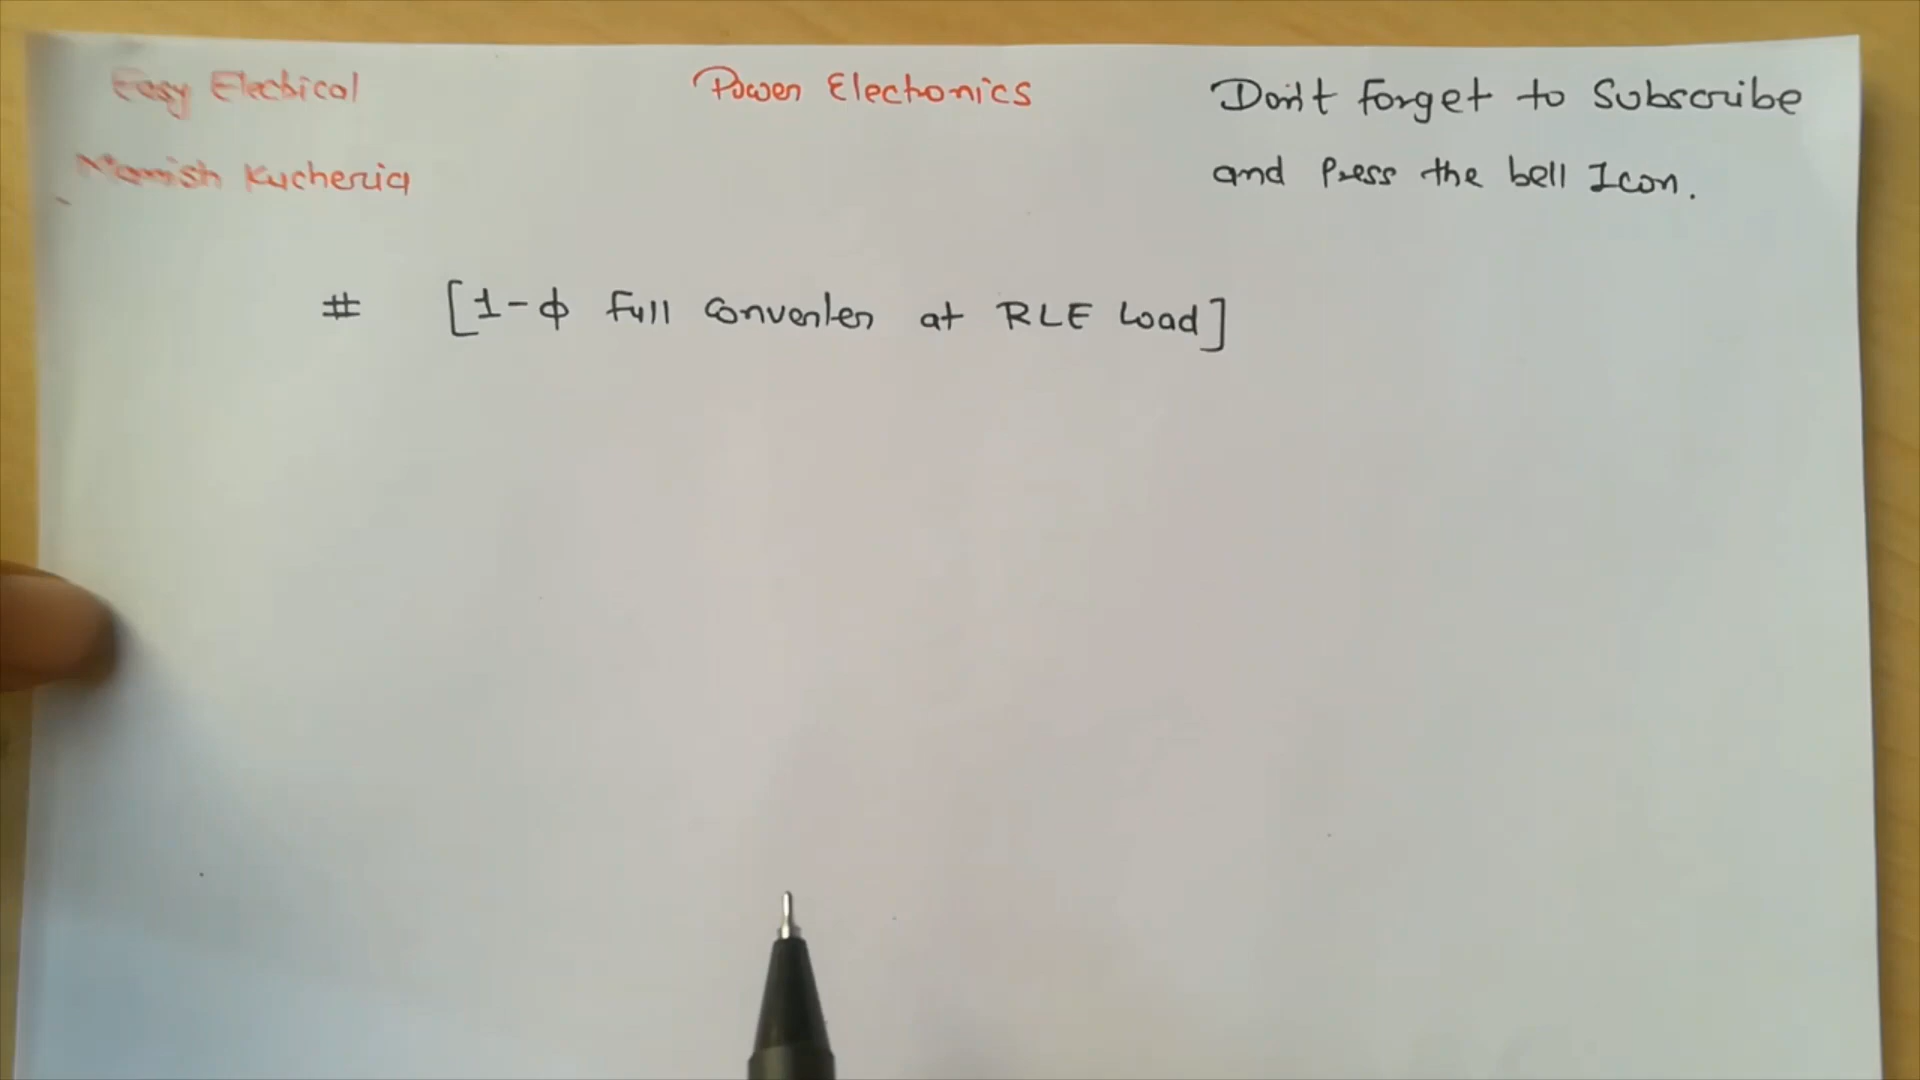 Easy Electrical
Manish Kucheria
Power Electronics
Don't forget to Subscribe
and Press the bell Icon.
# [1-φ Full Converter at RLE Load]